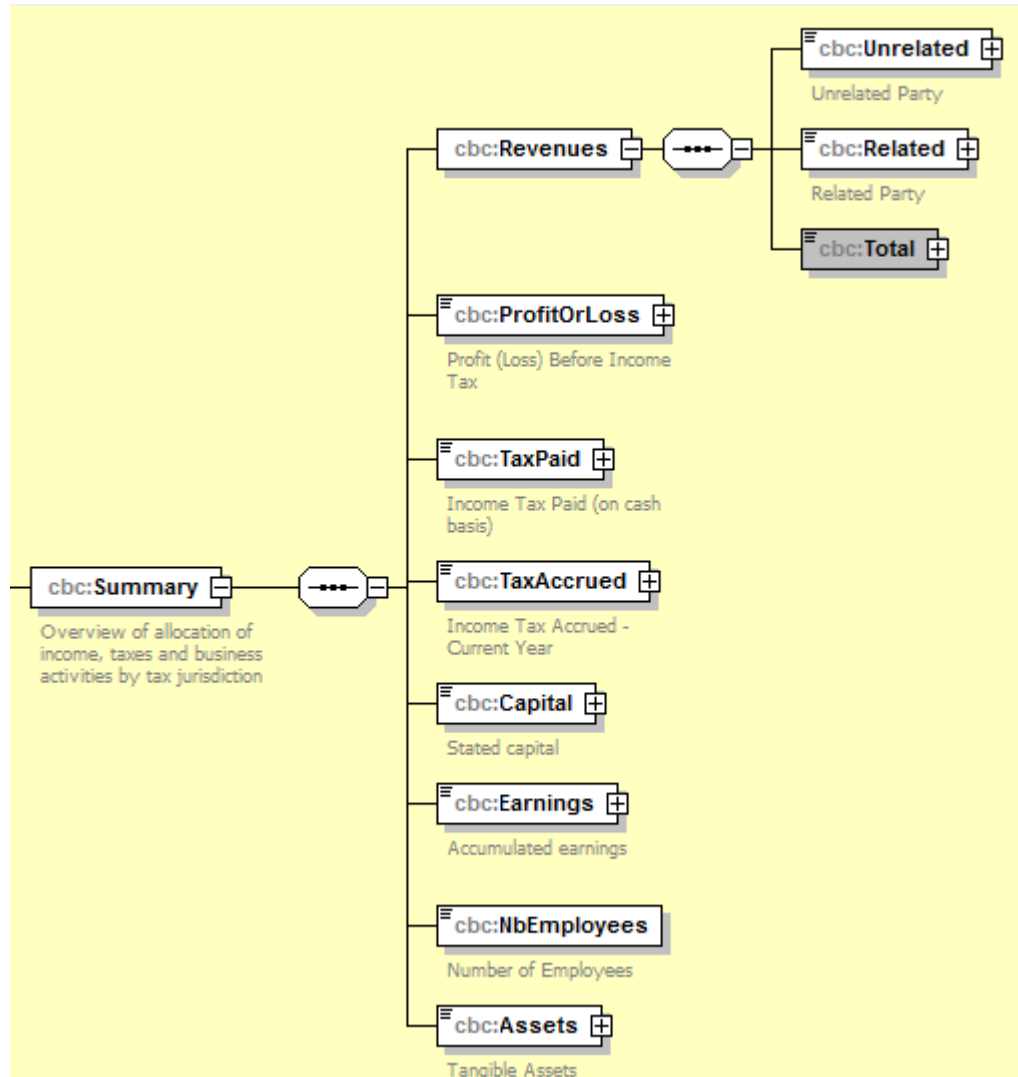 cbc:Unrelated
Unrelated Party
cbc:Revenues
cbc:Related
Related Party
cbc:Total
cbc:ProfitOrLoss
Profit (Loss) Before Income
Tax
cbc:TaxPaid
Income Tax Paid (on cash
basis)
cbc:Summary
Overview of allocation of
income, taxes and business
activities by tax jurisdiction
cbc:TaxAccrued
Income Tax Accrued -
Current Year
cbc:Capital
Stated capital
cbc:Earnings
Accumulated earnings
cbc:NbEmployees
Number of Employees
cbc:Assets
Tangible Assets